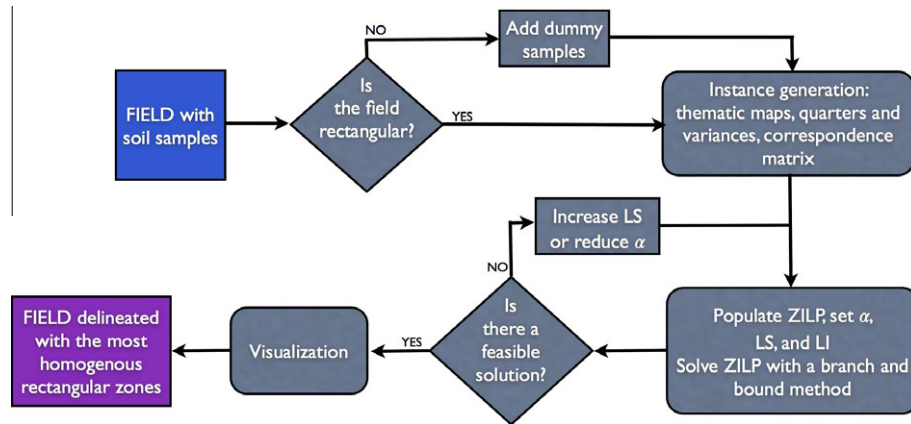 NO
Add dummy
samples
Is
the field
rectangular?
FIELD with
soil samples
YES
Instance generation:
thematic maps, quarters and
variances, correspondence
matrix
Increase LS
or reduce α
NO
Is
there a
feasible
solution?
YES
Populate ZILP, set α,
LS, and LI
Solve ZILP with a branch and
bound method
Visualization
FIELD delineated
with the most
homogenous
rectangular zones